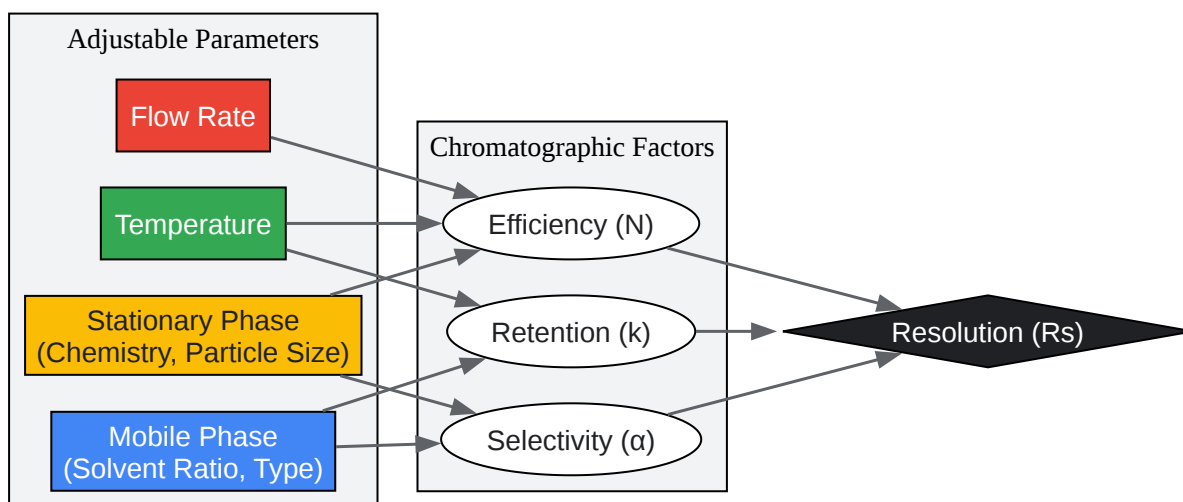 Adjustable Parameters
Flow Rate
Temperature
Stationary Phase
(Chemistry, Particle Size)
Mobile Phase
(Solvent Ratio, Type)
Chromatographic Factors
Efficiency (N)
Retention (k)
Selectivity (α)
Resolution (Rs)